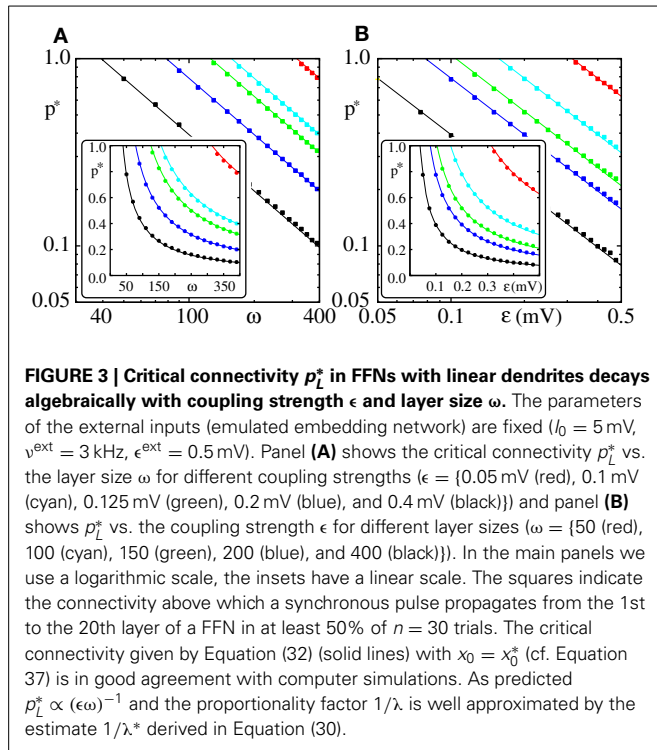 A
B
1.0
1.0
p*
p*
1.0
p*
0.8
0.6
0.4
0.2
0.0
50 150 ω 350
1.0
p*
0.8
0.6
0.4
0.2
0.0
0.1 0.2 0.3 ε(mV)
0.1
0.1
0.05
0.05
40 100 ω 400
0.05 0.1 ε (mV) 0.5
FIGURE 3 | Critical connectivity p*L in FFNs with linear dendrites decays
algebraically with coupling strength ϵ and layer size ω. The parameters
of the external inputs (emulated embedding network) are fixed (I0 = 5 mV,
νext = 3 kHz, ϵext = 0.5 mV). Panel (A) shows the critical connectivity p*L vs.
the layer size ω for different coupling strengths (ϵ = {0.05 mV (red), 0.1 mV
(cyan), 0.125 mV (green), 0.2 mV (blue), and 0.4 mV (black)}) and panel (B)
shows p*L vs. the coupling strength ϵ for different layer sizes (ω = {50 (red),
100 (cyan), 150 (green), 200 (blue), and 400 (black)}). In the main panels we
use a logarithmic scale, the insets have a linear scale. The squares indicate
the connectivity above which a synchronous pulse propagates from the 1st
to the 20th layer of a FFN in at least 50% of n = 30 trials. The critical
connectivity given by Equation (32) (solid lines) with x0 = x*0 (cf. Equation
37) is in good agreement with computer simulations. As predicted
p*L ∝ (ϵω)−1 and the proportionality factor 1/λ is well approximated by the
estimate 1/λ* derived in Equation (30).